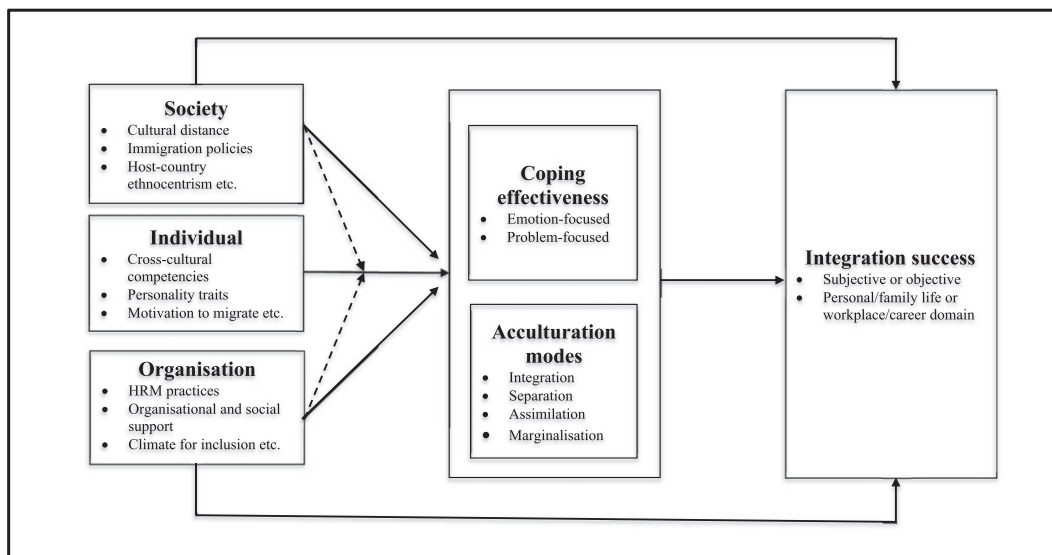 Society
• Cultural distance
• Immigration policies
• Host-country
ethnocentrism etc.
Individual
• Cross-cultural
competencies
• Personality traits
• Motivation to migrate etc.
Organisation
• HRM practices
• Organisational and social
support
• Climate for inclusion etc.
Coping
effectiveness
• Emotion-focused
• Problem-focused
Acculturation
modes
• Integration
• Separation
• Assimilation
• Marginalisation
Integration success
• Subjective or objective
• Personal/family life or
workplace/career domain